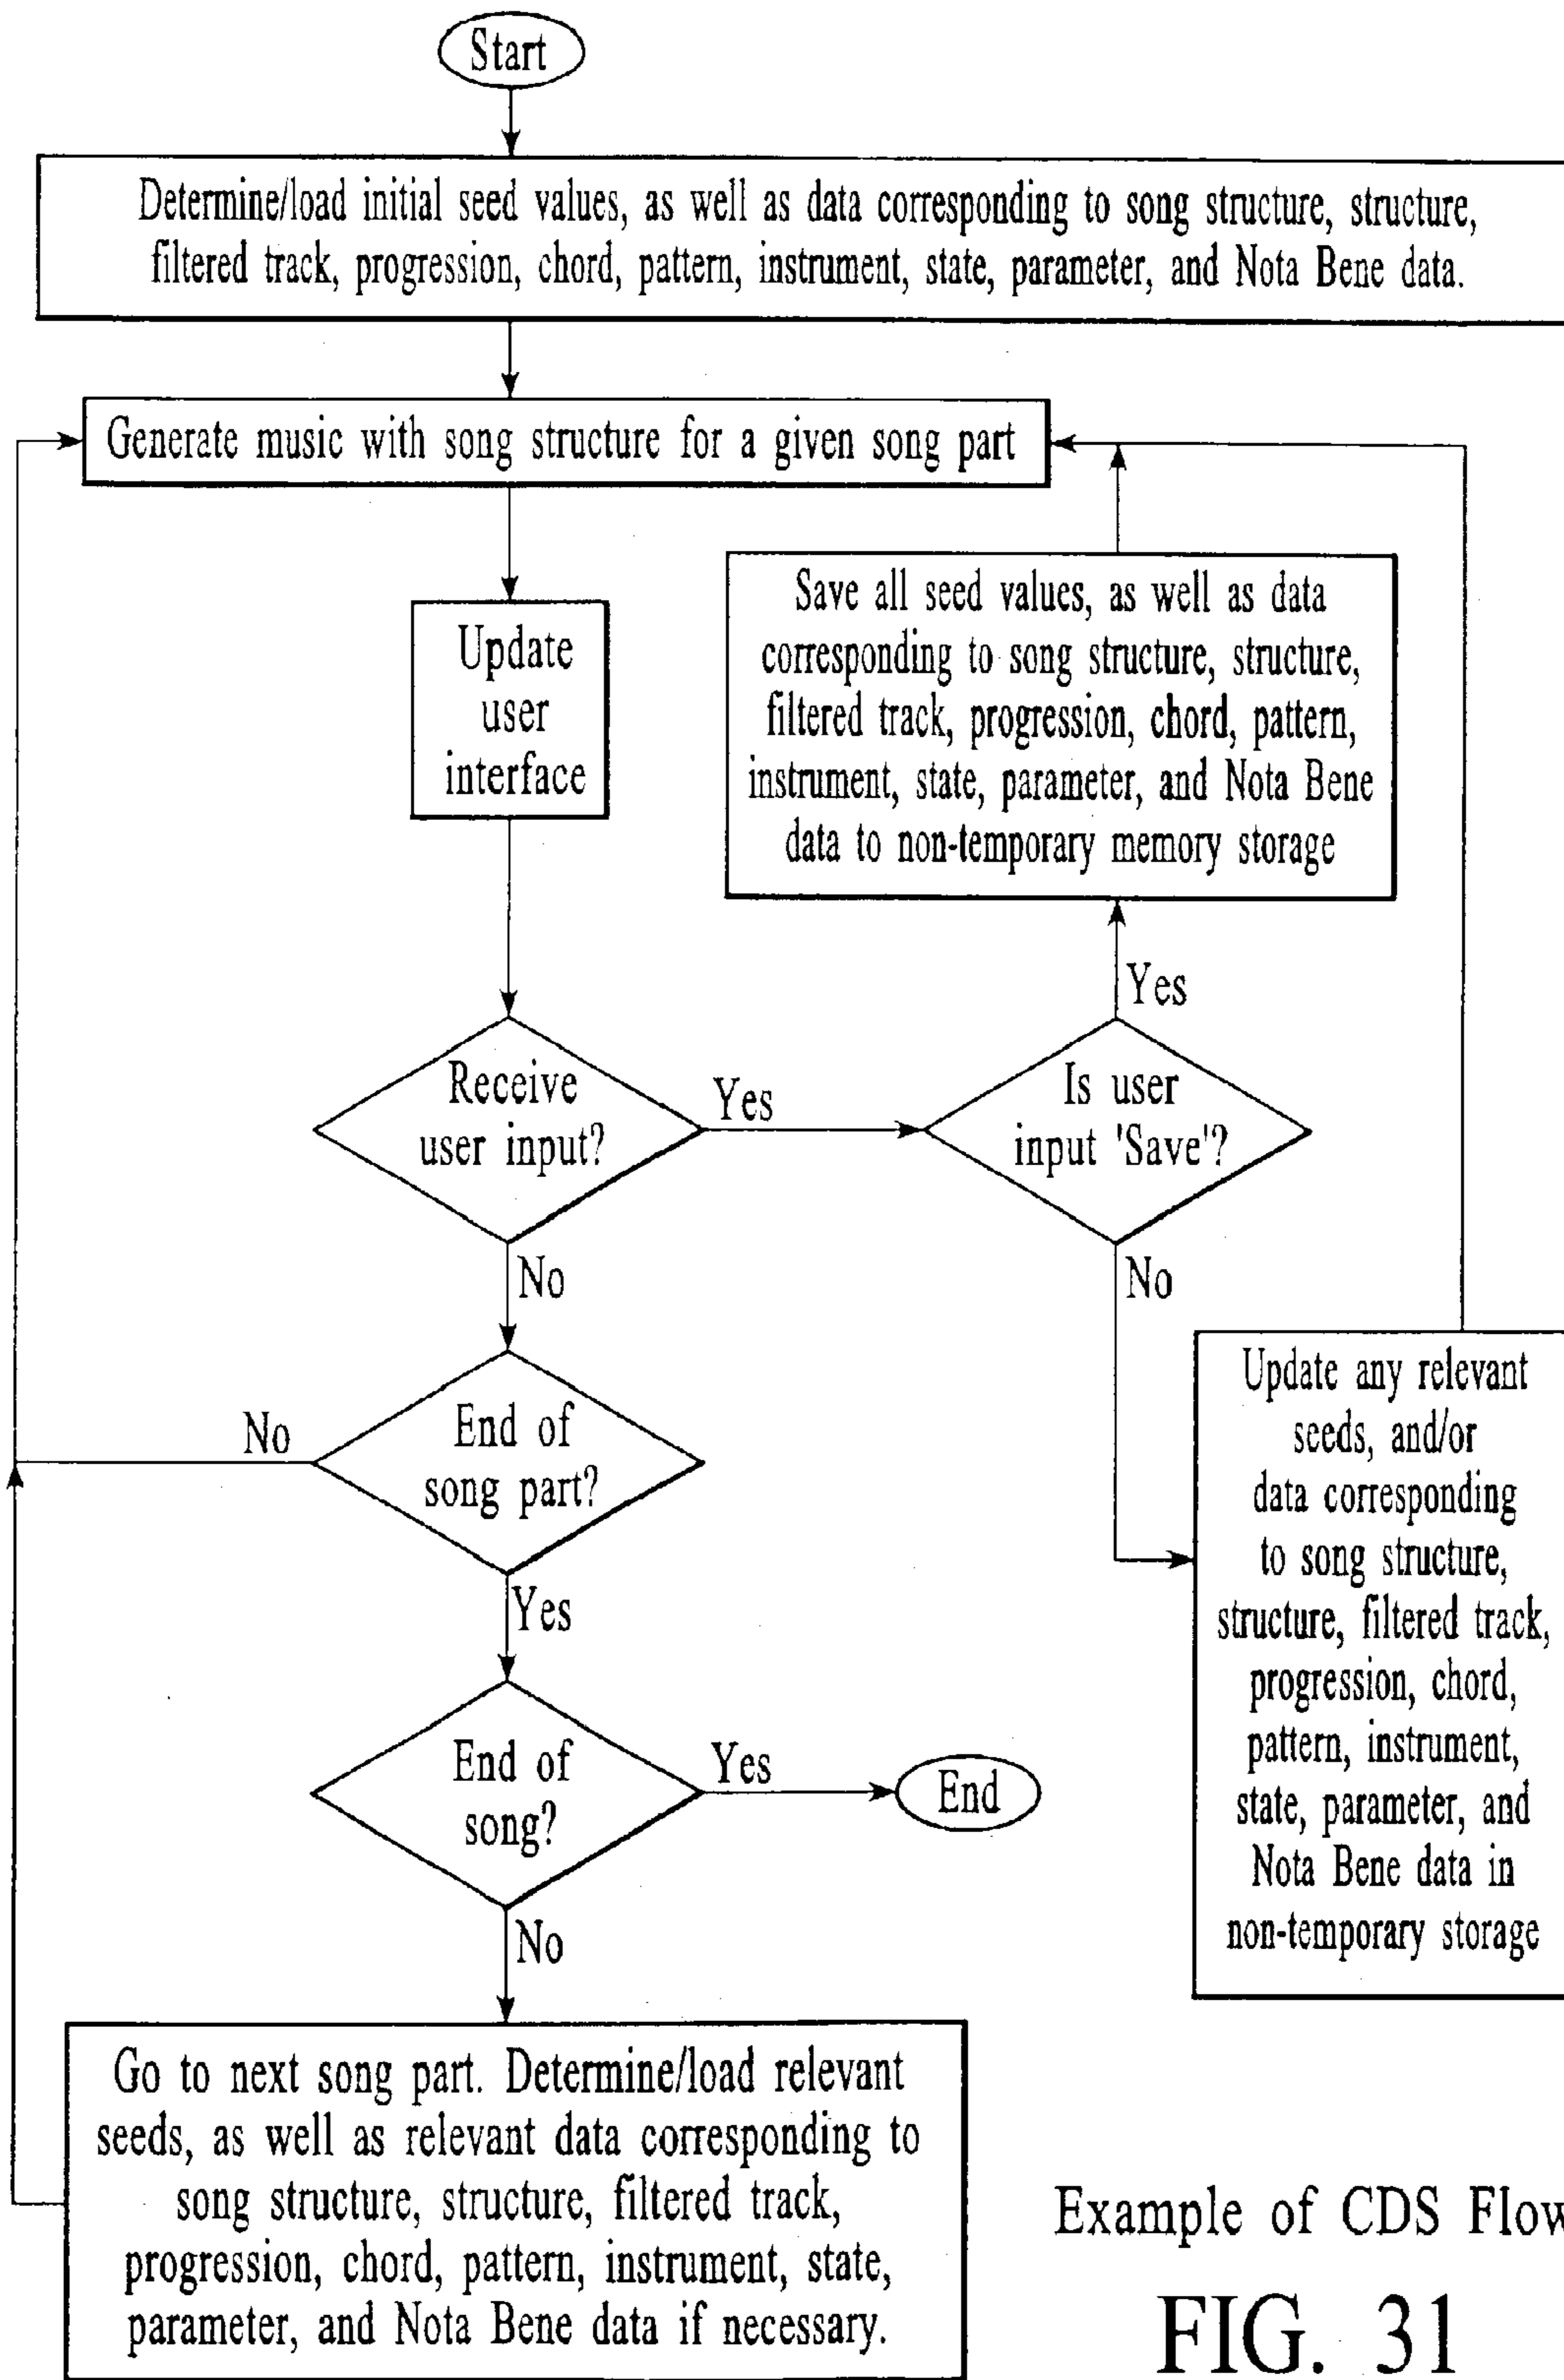 Start
Determine/load initial seed values, as well as data corresponding to song structure, structure,
filtered track, progression, chord, pattern, instrument, state, parameter, and Nota Bene data.
Generate music with song structure for a given song part
Update
user
interface
Save all seed values, as well as data
corresponding to song structure, structure,
filtered track, progression, chord, pattern,
instrument, state, parameter, and Nota Bene
data to non-temporary memory storage
Yes
Receive
user input?
Yes
Is user
input 'Save'?
No
No
End of
song part?
No
Update any relevant
seeds, and/or
data corresponding
to song structure,
structure, filtered track,
progression, chord,
pattern, instrument,
state, parameter, and
Nota Bene data in
non-temporary storage
Yes
End of
song?
Yes
End
No
Go to next song part. Determine/load relevant
seeds, as well as relevant data corresponding to
song structure, structure, filtered track,
progression, chord, pattern, instrument, state,
parameter, and Nota Bene data if necessary.
Example of CDS Flow
FIG. 31